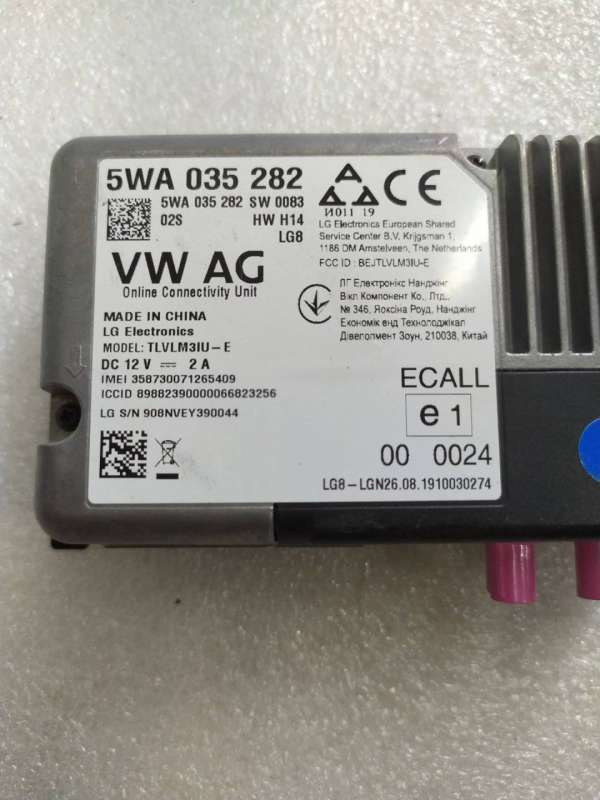 5WA 035 282
5WA 035 282 SW 0083
02S HW H14
LG8
VW AG
Online Connectivity Unit
MADE IN CHINA
LG Electronics
MODEL: TLVLM3IU-E
DC 12 V 2 A
IMEI 358730071265409
ICCID 89882390000066823256
LG S/N 908NVEY390044
И011 19
CE
LG Electronics European Shared
Service Center B.V, Krijgsman 1,
1186 DM Amstelveen, The Netherlands
FCC ID : BEJTLVLM3IU-E
ЛГ Електронікс Нанджінг
Вікл Компонент Ко., Лтд.,
№ 346, Яоксіна Роуд, Нанджінг
Економік енд Технолоджікал
Дівелопмент Зоун, 210038, Китай
ECALL
e 1
00 0024
LG8-LGN26.08.1910030274